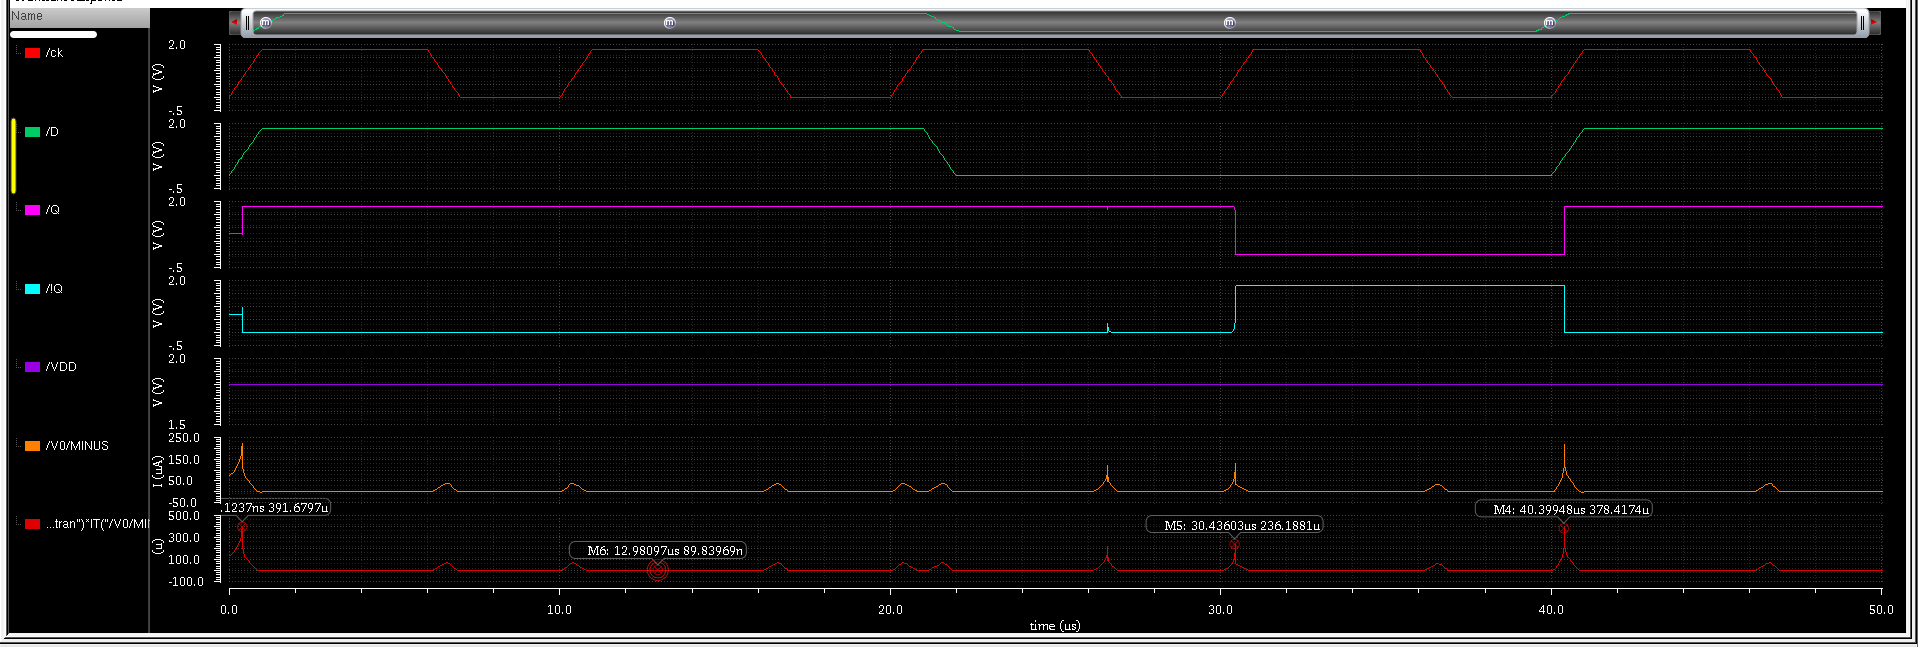 Name
/ck
/D
/Q
/IQ
/VDD
/V0/MINUS
...tran")*IT("/V0/MI
2.0
V (V)
-.5
2.0
V (V)
-.5
2.0
V (V)
-.5
2.0
V (V)
-.5
2.0
V (V)
1.5
250.0
150.0
50.0
-50.0
I (uA)
500.0
300.0
100.0
-100.0
(u)
.1237ns 391.6797u
M6: 12.98097us 89.83969n
M5: 30.43603us 236.1881u
M4: 40.39948us 378.4174u
0.0 10.0 20.0 30.0 40.0 50.0
time (us)